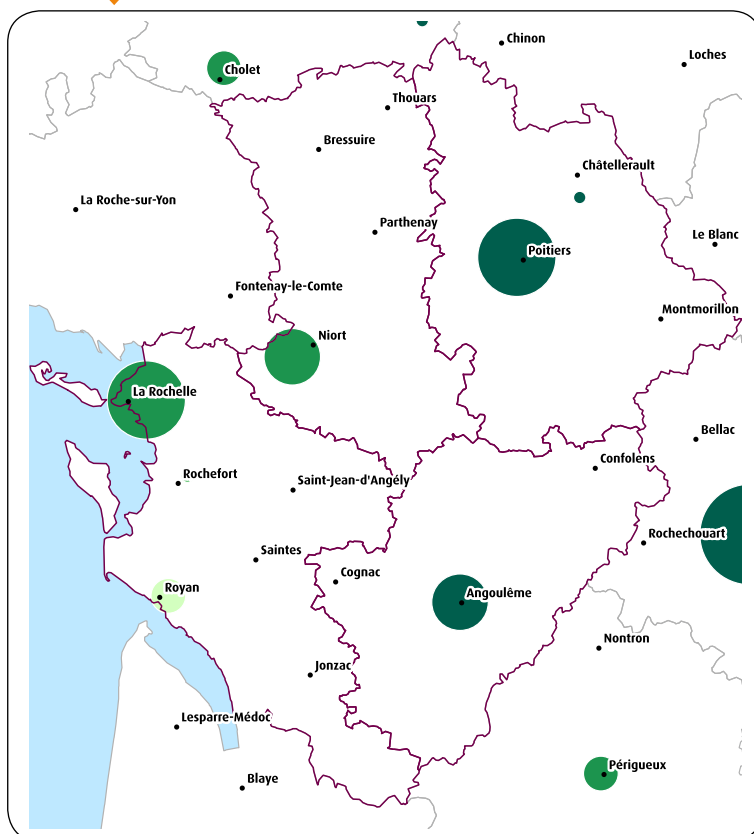 Chinon
Loches
Cholet
Thouars
Bressuire
Châtellerault
La Roche-sur-Yon
Parthenay
Le Blanc
Poitiers
Fontenay-le-Comte
Montmorillon
Niort
La Rochelle
Bellac
Confolens
Rochefort
Saint-Jean-d'Angély
Rochechouart
Saintes
Cognac
Royan
Angoulême
Nontron
Jonzac
Lesparre-Médoc
Périgueux
Blaye